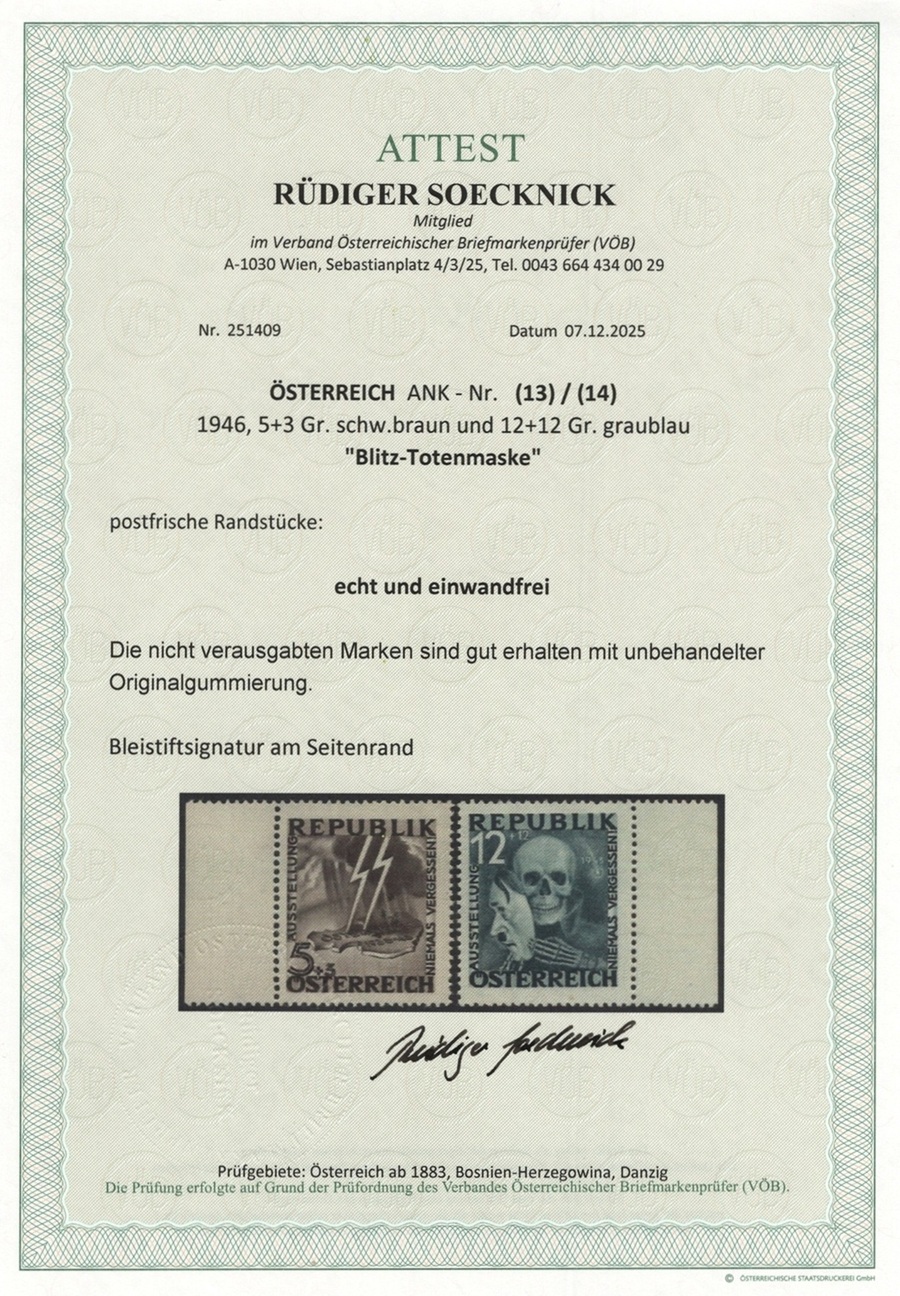 ATTEST
RÜDIGER SOECKNICK
Mitglied
im Verband Österreichischer Briefmarkenprüfer (VÖB)
A-1030 Wien, Sebastianplatz 4/3/25, Tel. 0043 664 434 00 29
Nr. 251409 Datum 07.12.2025
ÖSTERREICH ANK - Nr. (13) / (14)
1946, 5+3 Gr. schw.braun und 12+12 Gr. graublau
"Blitz-Totenmaske"
postfrische Randstücke:
echt und einwandfrei
Die nicht verausgabten Marken sind gut erhalten mit unbehandelter
Originalgummierung.
Bleistiftsignatur am Seitenrand
REPUBLIK
AUSSTELLUNG
NIEMALS VERGESSEN!
5+3
ÖSTERREICH
REPUBLIK
12+12
AUSSTELLUNG
NIEMALS VERGESSEN!
ÖSTERREICH
Rüdiger Soecknick
Prüfgebiete: Österreich ab 1883, Bosnien-Herzegowina, Danzig
Die Prüfung erfolgte auf Grund der Prüfordnung des Verbandes Österreichischer Briefmarkenprüfer (VÖB).
© ÖSTERREICHISCHE STAATSDRUCKEREI GmbH
VÖB